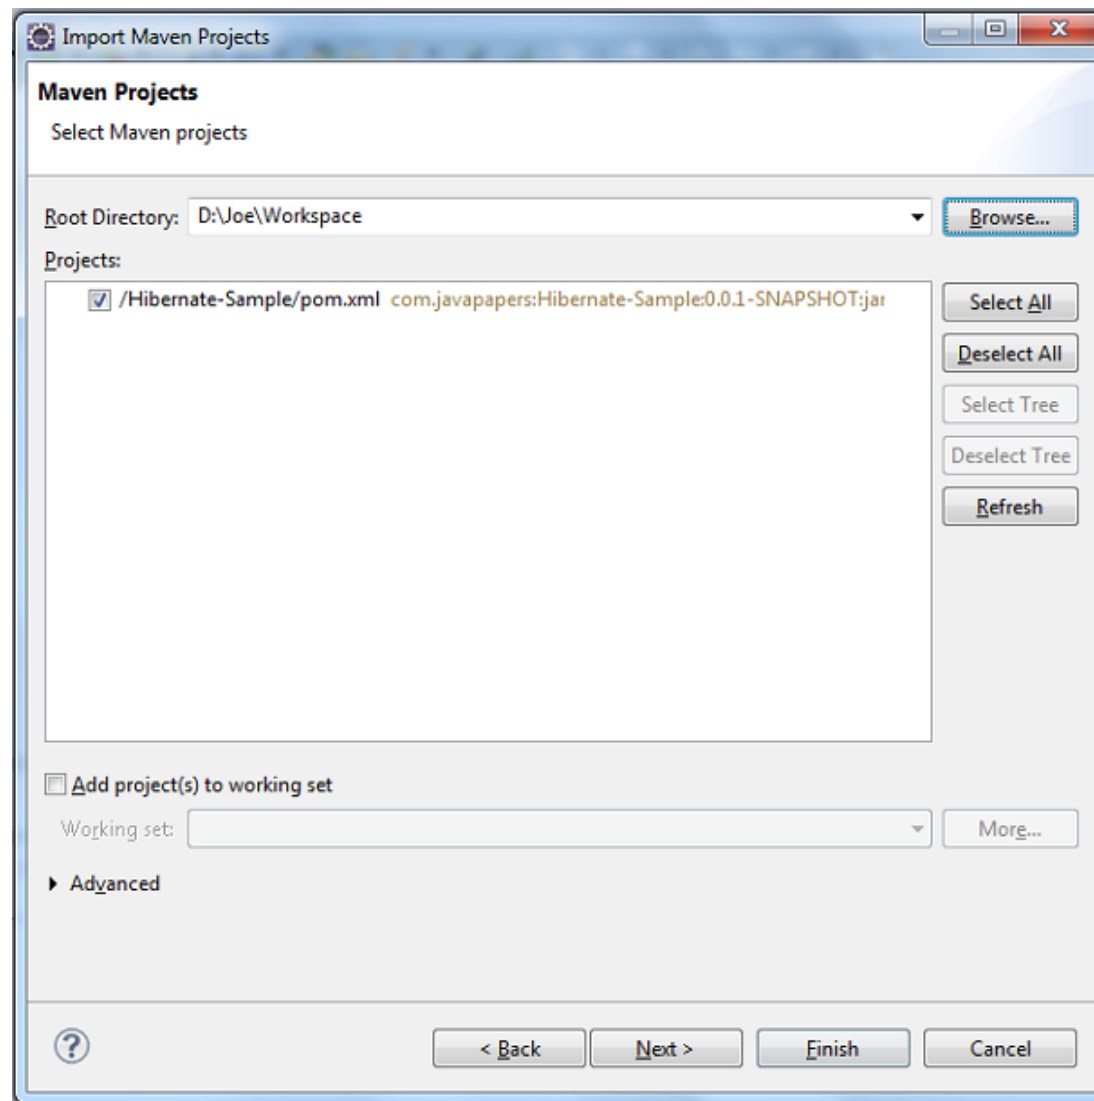 Import Maven Projects
Maven Projects
Select Maven projects
Root Directory: D:\Joe\Workspace Browse...
Projects:
/Hibernate-Sample/pom.xml com.javapapers:Hibernate-Sample:0.0.1-SNAPSHOT:jar
Select All
Deselect All
Select Tree
Deselect Tree
Refresh
Add project(s) to working set
Working set: More...
Advanced
? < Back Next > Finish Cancel